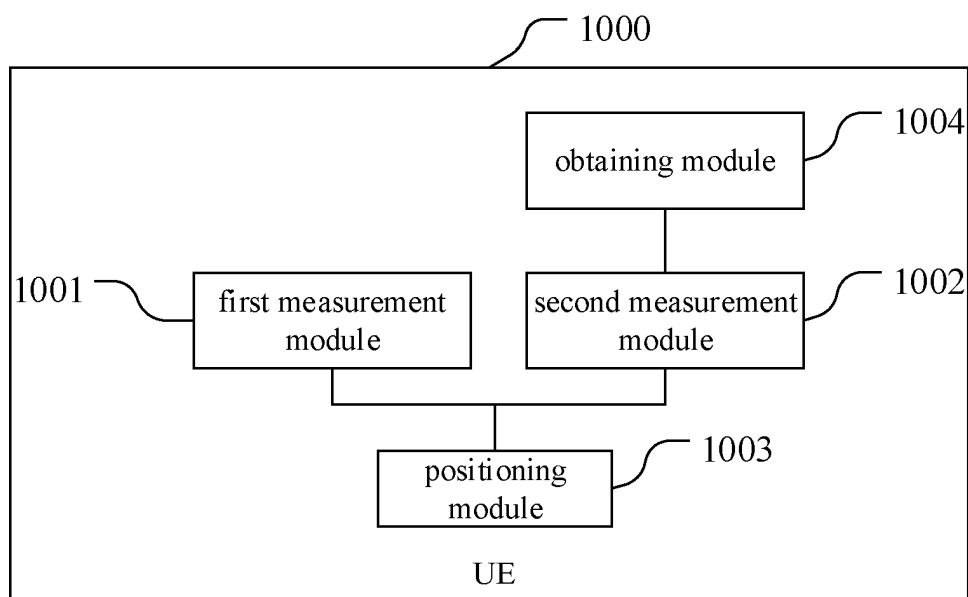 1000
1004
obtaining module
1001
first measurement
module
second measurement
module
1002
positioning
module
1003
UE